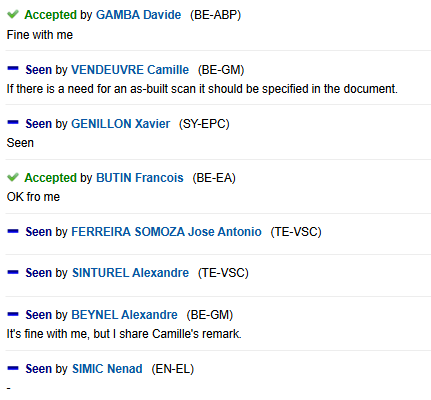 Accepted by GAMBA Davide (BE-ABP)
Fine with me
Seen by VENDEUVRE Camille (BE-GM)
If there is a need for an as-built scan it should be specified in the document.
Seen by GENILLON Xavier (SY-EPC)
Seen
Accepted by BUTIN Francois (BE-EA)
OK fro me
Seen by FERREIRA SOMOZA Jose Antonio (TE-VSC)
Seen by SINTUREL Alexandre (TE-VSC)
Seen by BEYNEL Alexandre (BE-GM)
It's fine with me, but I share Camille's remark.
Seen by SIMIC Nenad (EN-EL)
-